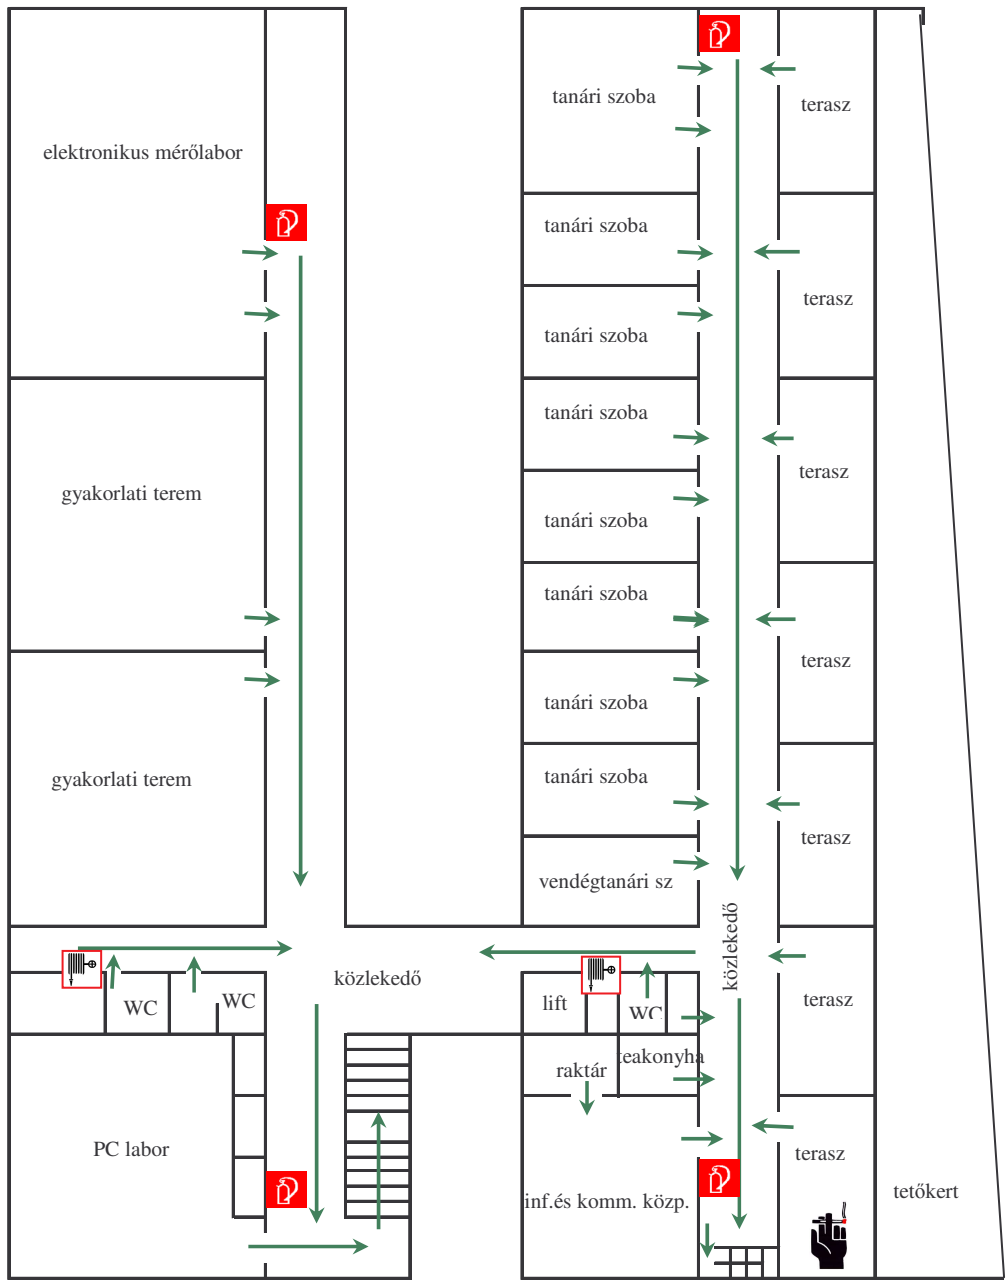 tanári szoba
terasz
elektronikus mérőlabor
tanári szoba
terasz
tanári szoba
tanári szoba
terasz
gyakorlati terem
tanári szoba
tanári szoba
terasz
tanári szoba
gyakorlati terem
tanári szoba
terasz
vendégtanári sz
közlekedő
közlekedő
WC
WC
lift
WC
terasz
raktár
teakonyha
PC labor
terasz
inf.és komm. közp.
tetőkert